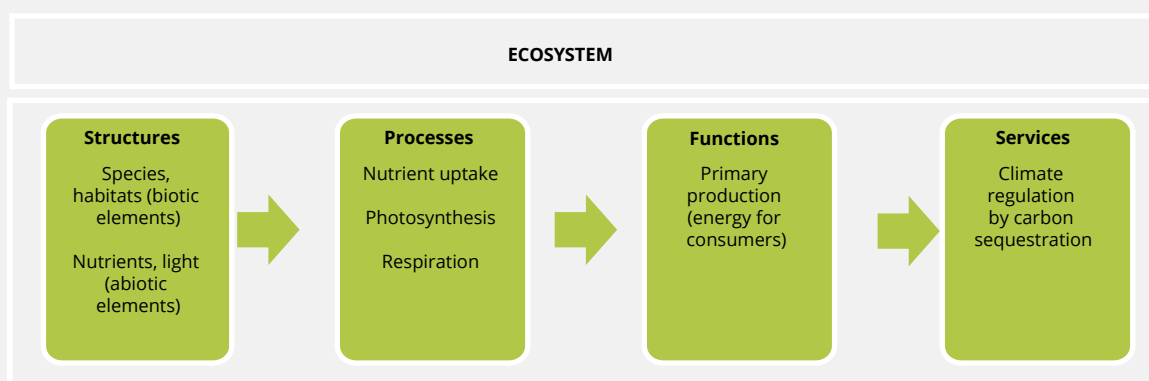 ECOSYSTEM
Structures
Species,
habitats (biotic
elements)
Nutrients, light
(abiotic
elements)
Processes
Nutrient uptake
Photosynthesis
Respiration
Functions
Primary
production
(energy for
consumers)
Services
Climate
regulation
by carbon
sequestration